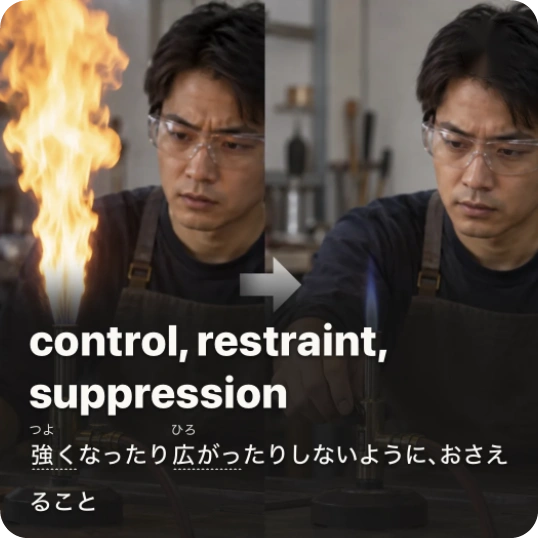 control, restraint,
suppression
つよ ひろ
強くなったり広がったりしないように、おさえ
ること